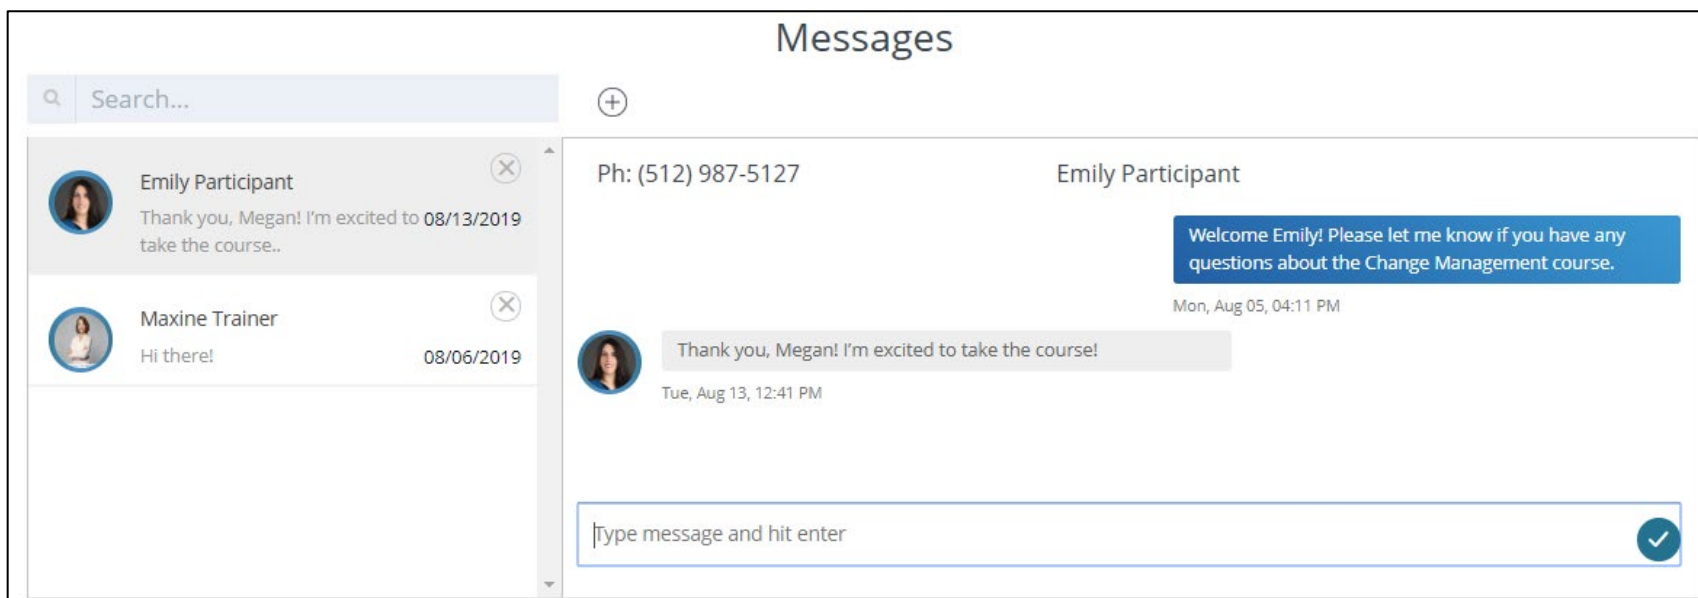 Messages
Search...
Emily Participant
Thank you, Megan! I'm excited to 08/13/2019
take the course..
Maxine Trainer
Hi there! 08/06/2019
Ph: (512) 987-5127 Emily Participant
Welcome Emily! Please let me know if you have any
questions about the Change Management course.
Mon, Aug 05, 04:11 PM
Thank you, Megan! I'm excited to take the course!
Tue, Aug 13, 12:41 PM
Type message and hit enter